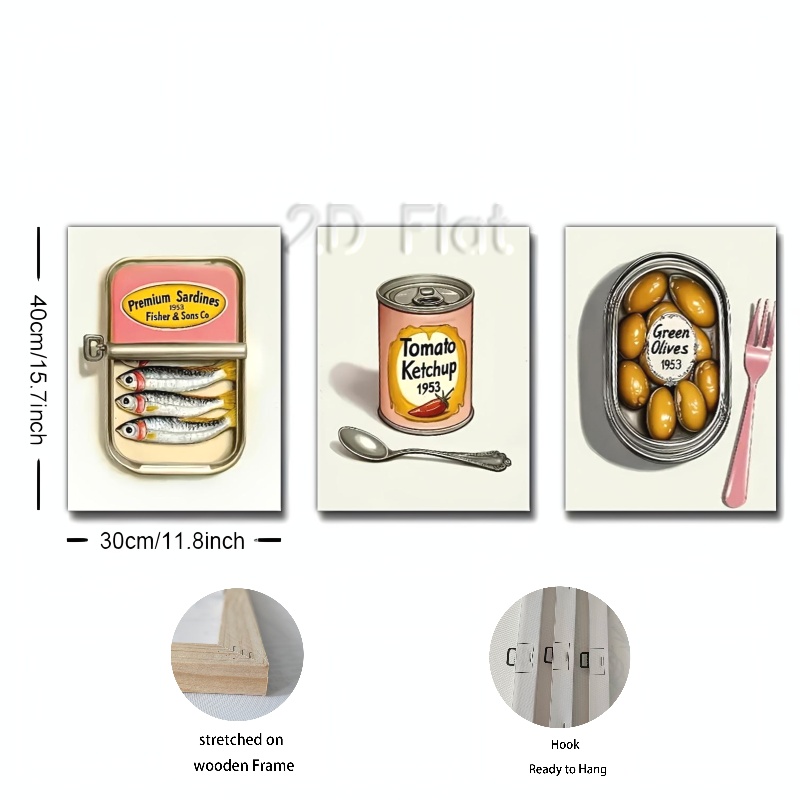 2D Flat
40cm/15.7inch
Premium Sardines
1953
Fisher & Sons Co
Tomato
Ketchup
1953
Green
Olives
1953
30cm/11.8inch
stretched on
wooden Frame
Hook
Ready to Hang